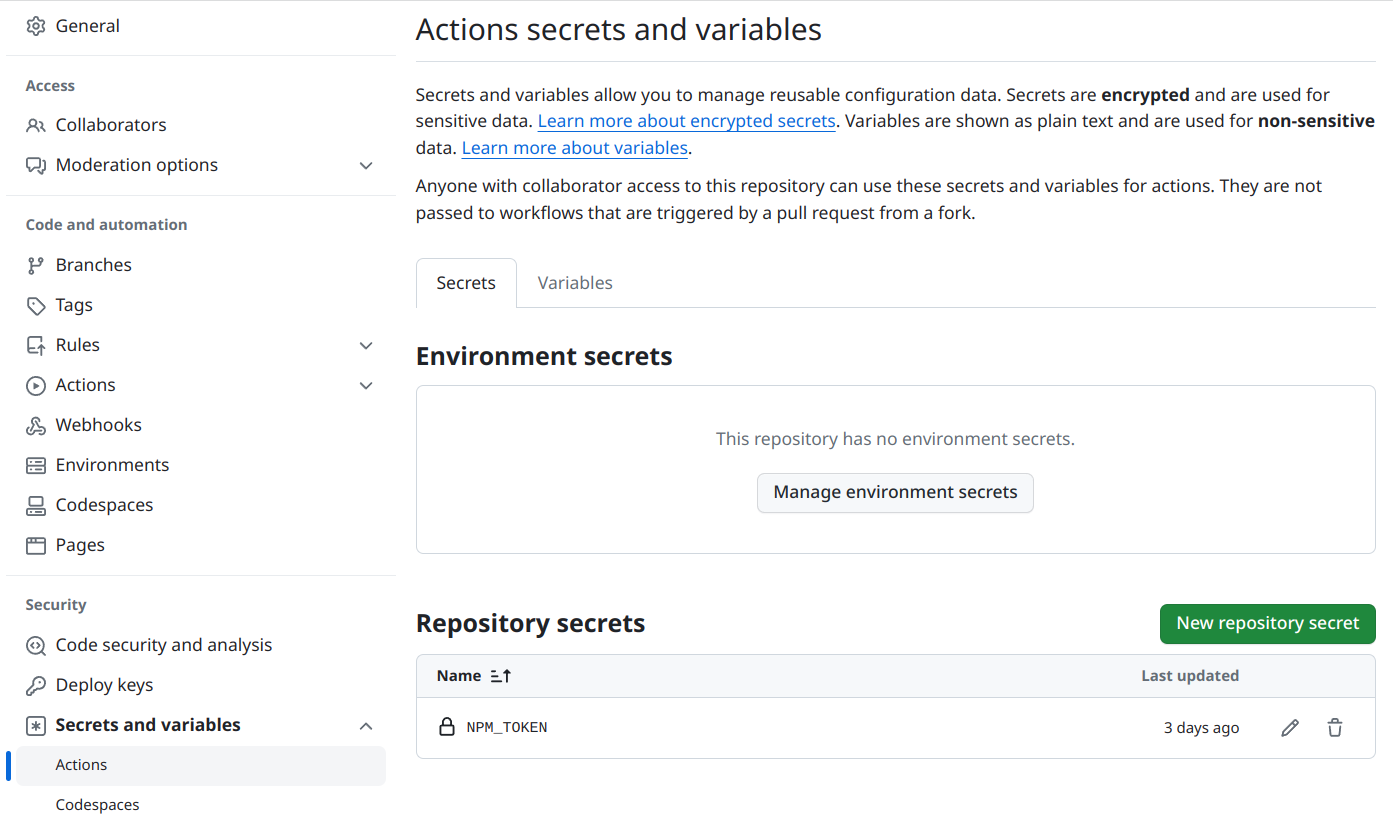 General
Access
Collaborators
Moderation options
Code and automation
Branches
Tags
Rules
Actions
Webhooks
Environments
Codespaces
Pages
Security
Code security and analysis
Deploy keys
Secrets and variables
Actions
Codespaces
Actions secrets and variables
Secrets and variables allow you to manage reusable configuration data. Secrets are encrypted and are used for
sensitive data. Learn more about encrypted secrets. Variables are shown as plain text and are used for non-sensitive
data. Learn more about variables.
Anyone with collaborator access to this repository can use these secrets and variables for actions. They are not
passed to workflows that are triggered by a pull request from a fork.
Secrets Variables
Environment secrets
This repository has no environment secrets.
Manage environment secrets
Repository secrets New repository secret
Name Last updated
NPM_TOKEN 3 days ago